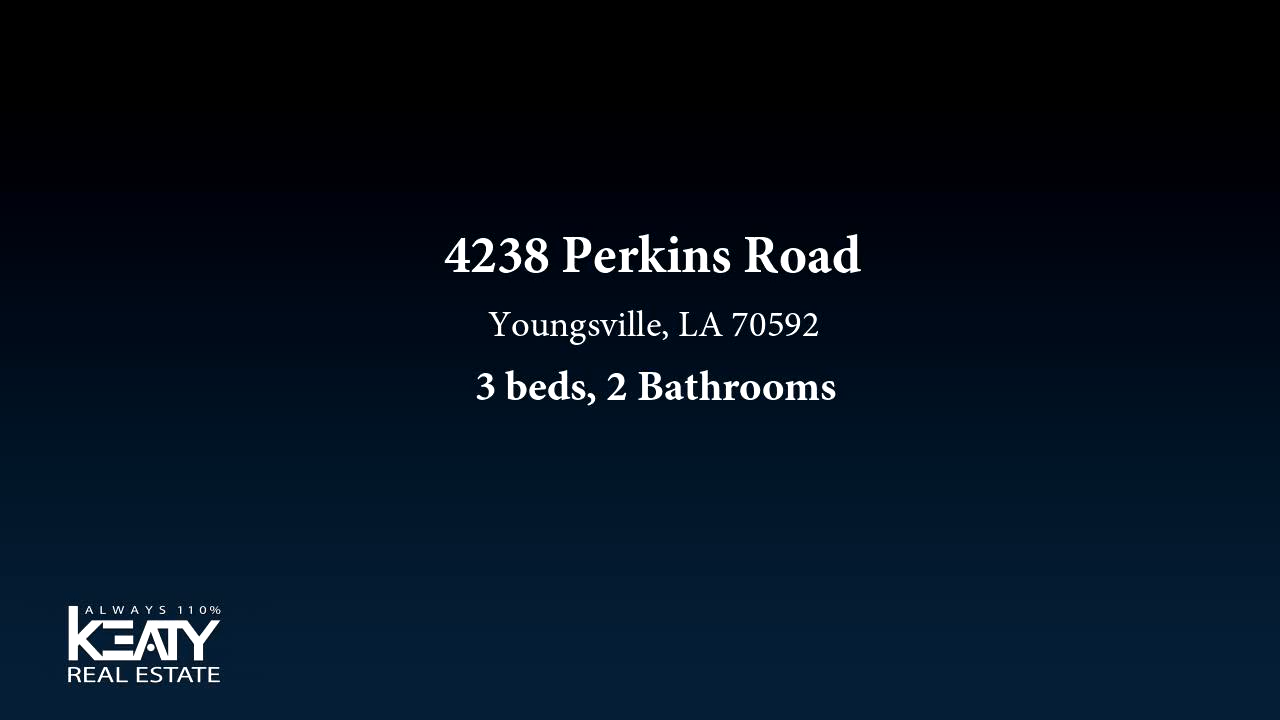 4238 Perkins Road
Youngsville, LA 70592
3 beds, 2 Bathrooms
ALWAYS 110%
KEATY
REAL ESTATE